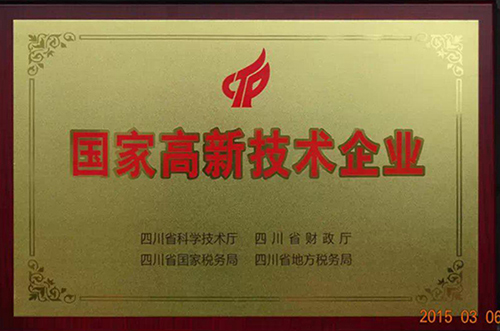 CTP
国家高新技术企业
四川省科学技术厅 四川省财政厅
四川省国家税务局 四川省地方税务局
2015 03 06